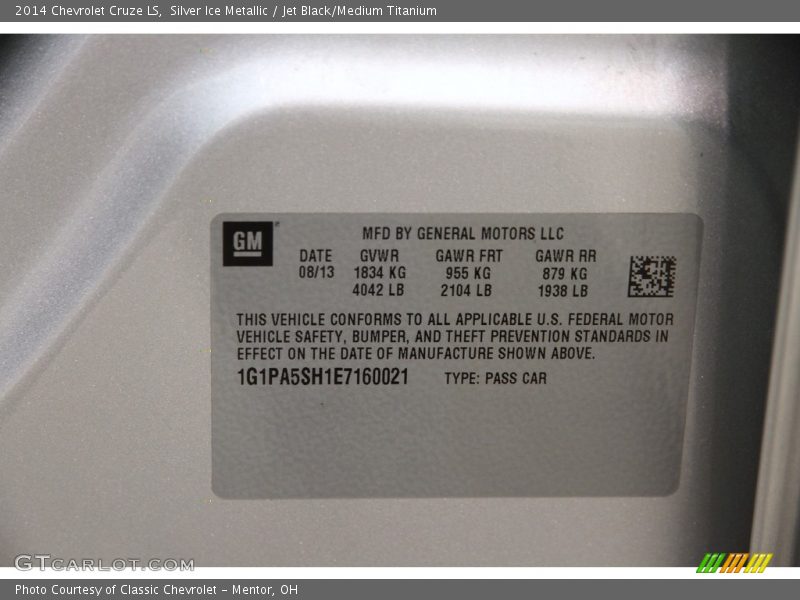 2014 Chevrolet Cruze LS,  Silver Ice Metallic / Jet Black/Medium Titanium
GM
MFD BY GENERAL MOTORS LLC
DATE GVWR GAWR FRT GAWR RR
08/13 1834 KG 955 KG 879 KG
4042 LB 2104 LB 1938 LB
THIS VEHICLE CONFORMS TO ALL APPLICABLE U.S. FEDERAL MOTOR
VEHICLE SAFETY, BUMPER, AND THEFT PREVENTION STANDARDS IN
EFFECT ON THE DATE OF MANUFACTURE SHOWN ABOVE.
1G1PA5SH1E7160021 TYPE: PASS CAR
GTCARLOT.COM
Photo Courtesy of Classic Chevrolet - Mentor, OH